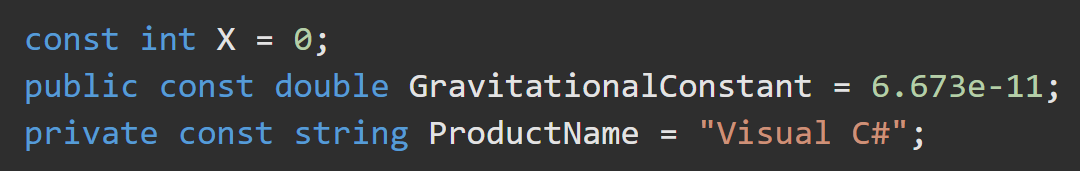 const int X = 0;
public const double GravitationalConstant = 6.673e-11;
private const string ProductName = "Visual C#";